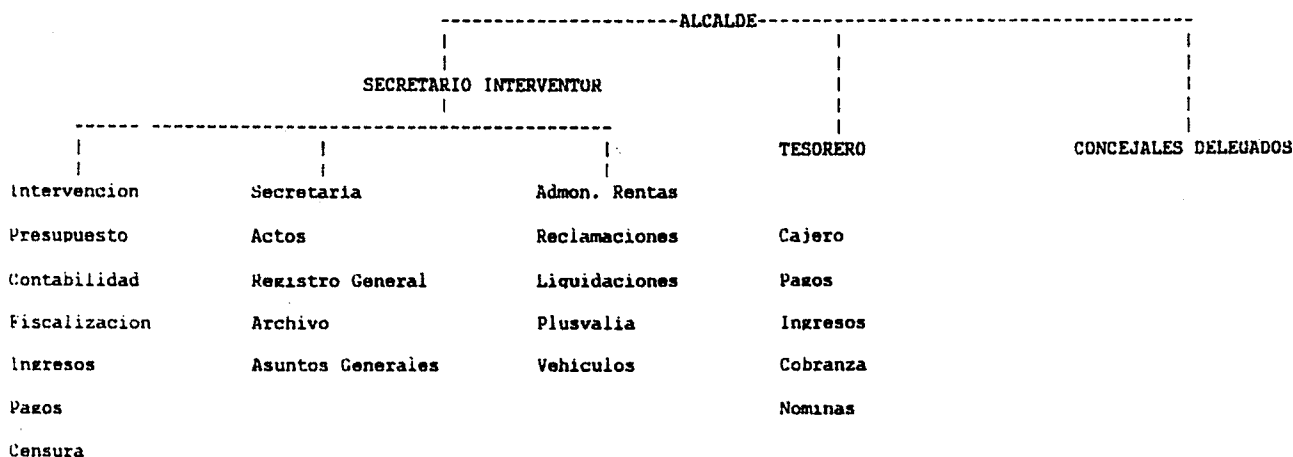 ALCALDE
SECRETARIO INTERVENTOR
TESORERO CONCEJALES DELEGADOS
Intervencion Secretaria Admon. Rentas
Presupuesto Actos Reclamaciones Cajero
Contabilidad Registro General Liquidaciones Pagos
Fiscalizacion Archivo Plusvalia Ingresos
Ingresos Asuntos Generales Vehiculos Cobranza
Pagos Nominas
Censura